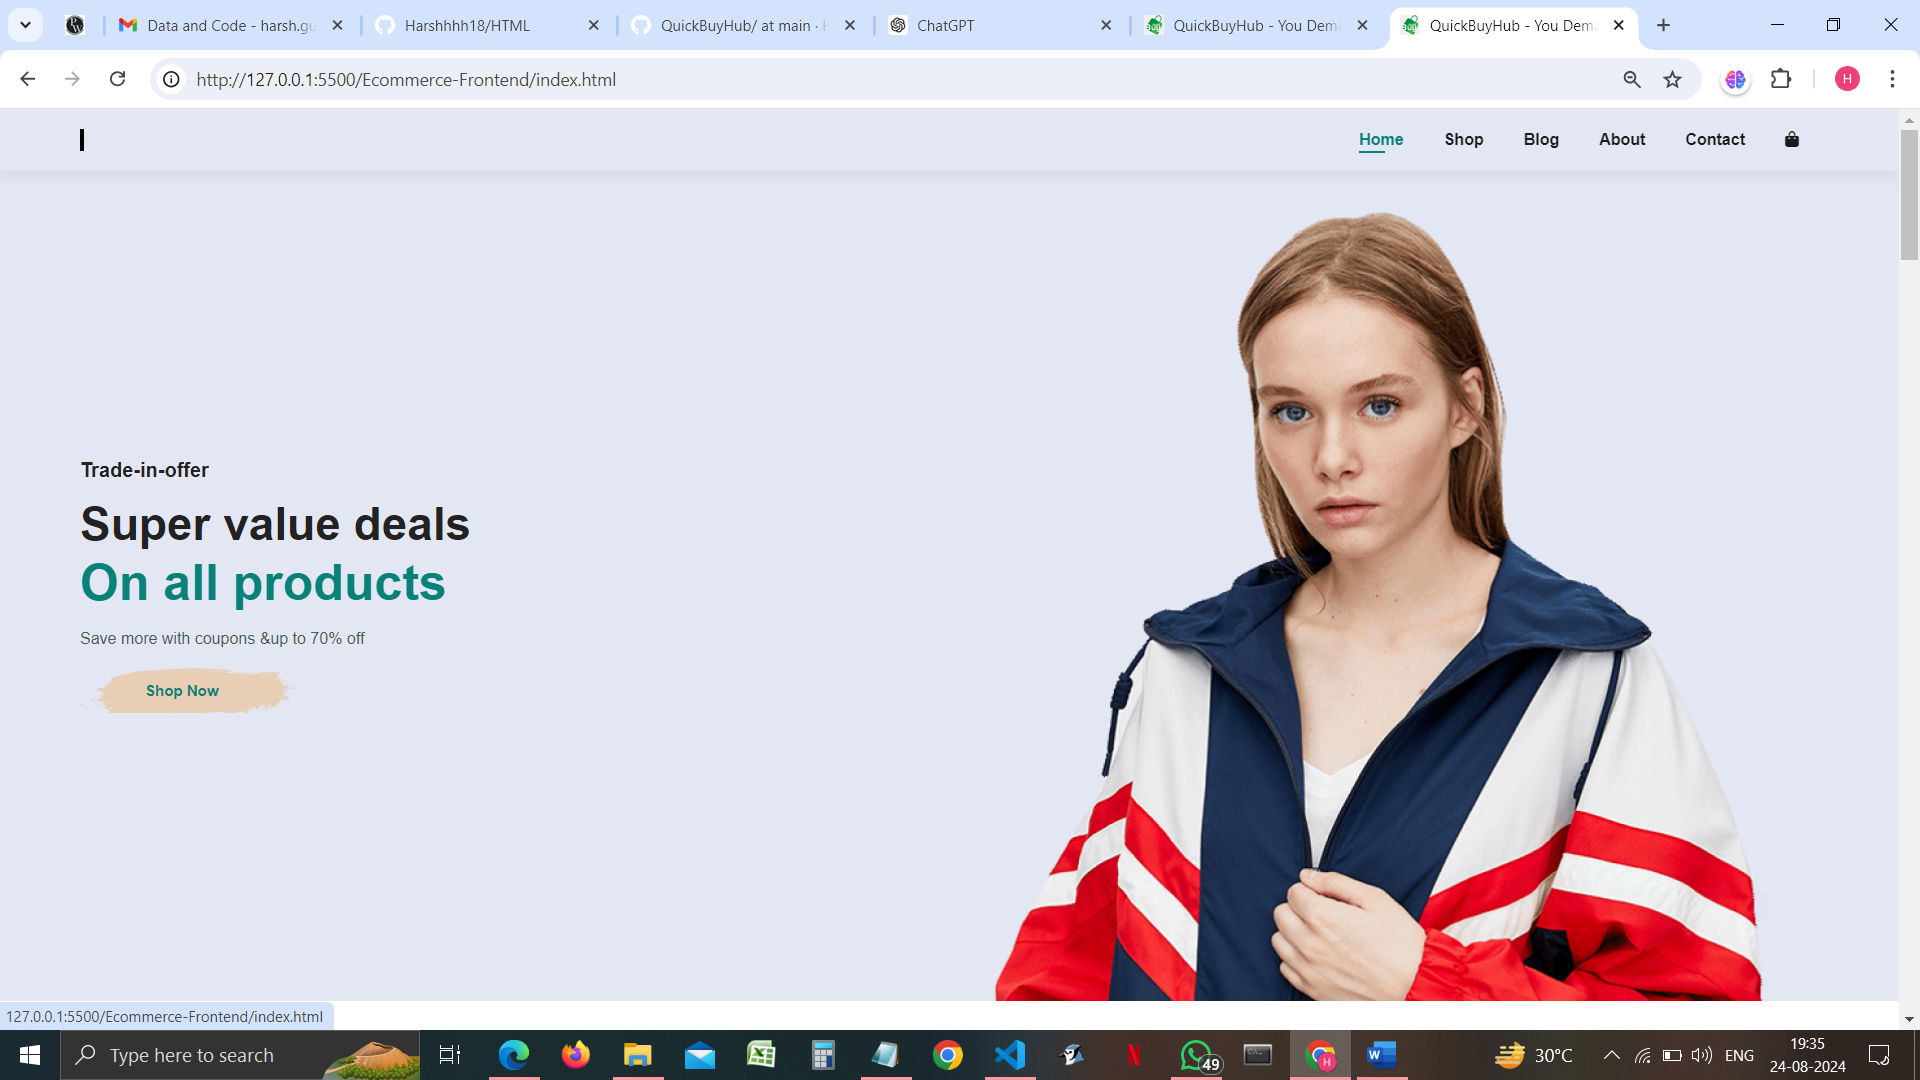 Data and Code - harsh.gu
Harshhhh18/HTML
QuickBuyHub/ at main · H
ChatGPT
QuickBuyHub - You Dema
QuickBuyHub - You Dema
http://127.0.0.1:5500/Ecommerce-Frontend/index.html
H
Home
Shop
Blog
About
Contact
Trade-in-offer
Super value deals
On all products
Save more with coupons &up to 70% off
Shop Now
127.0.0.1:5500/Ecommerce-Frontend/index.html
Type here to search
49
H
30°C
ENG
19:35
24-08-2024